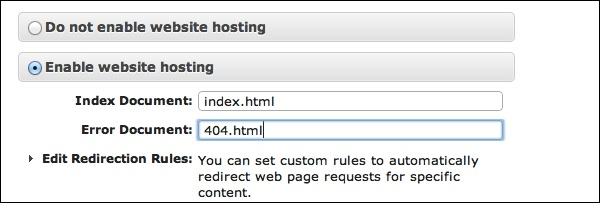 Do not enable website hosting
Enable website hosting
Index Document: index.html
Error Document: 404.html
Edit Redirection Rules: You can set custom rules to automatically
redirect web page requests for specific
content.